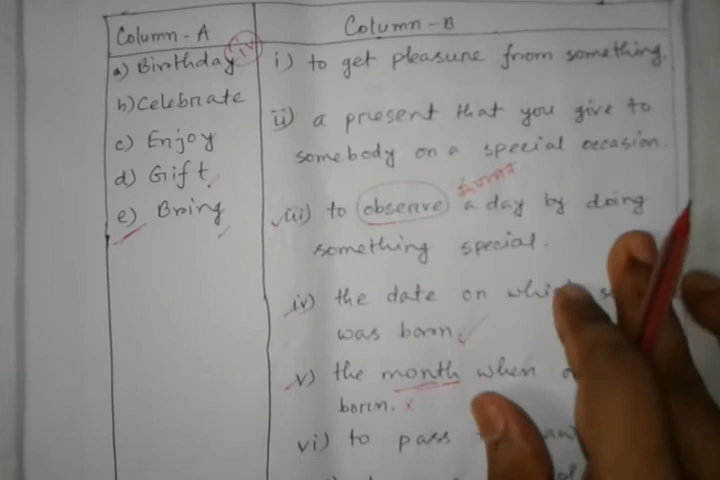 Column-A
Column-B
a) Birthday iv
b) Celebrate
c) Enjoy
d) Gift
e) Bring
i) to get pleasure from something.
ii) a present that you give to
somebody on a special occasion.
iii) to observe a day by doing
something special.
iv) the date on which
was born.
v) the month when
born. x
vi) to pass